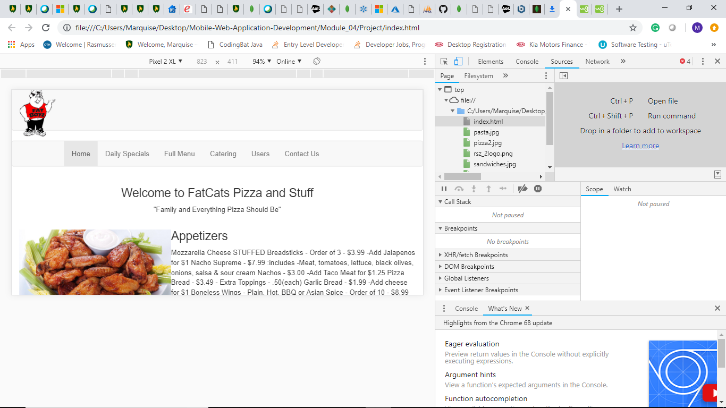 file:///C:/Users/Marquise/Desktop/Mobile-Web-Application-Development/Module_04/Project/index.html
Apps
Welcome | Rasmuss
Welcome, Marquise
CodingBat Java
Entry Level Develope
Developer Jobs, Prog
Desktop Registration
Kia Motors Finance
Software Testing - uT
Pixel 2 XL ▼ 823 × 411 94% ▼ Online ▼
Elements Console Sources Network » 4
Page Filesystem »
top
file://
C:/Users/Marquise/Desktop
index.html
pasta.jpg
pizza2.jpg
rsz_2logo.png
sandwiches.jpg
Ctrl + P Open file
Ctrl + Shift + P Run command
Drop in a folder to add to workspace
Learn more
Home Daily Specials Full Menu Catering Users Contact Us
Welcome to FatCats Pizza and Stuff
"Family and Everything Pizza Should Be"
Appetizers
Mozzarella Cheese STUFFED Breadsticks - Order of 3 - $3.99 -Add Jalapenos
for $1 Nacho Supreme - $7.99 Includes -Meat, tomatoes, lettuce, black olives,
onions, salsa & sour cream Nachos - $3.00 -Add Taco Meat for $1.25 Pizza
Bread - $3.49 - Extra Toppings - .50(each) Garlic Bread - $1.99 -Add cheese
for $1 Boneless Wings - Plain, Hot, BBQ or Asian Spice - Order of 10 - $8.99
Scope Watch
Not paused
Call Stack
Not paused
Breakpoints
No breakpoints
XHR/fetch Breakpoints
DOM Breakpoints
Global Listeners
Event Listener Breakpoints
Console What's New ×
Highlights from the Chrome 68 update
Eager evaluation
Preview return values in the Console without explicitly
executing expressions.
Argument hints
View a function's expected arguments in the Console.
Function autocompletion